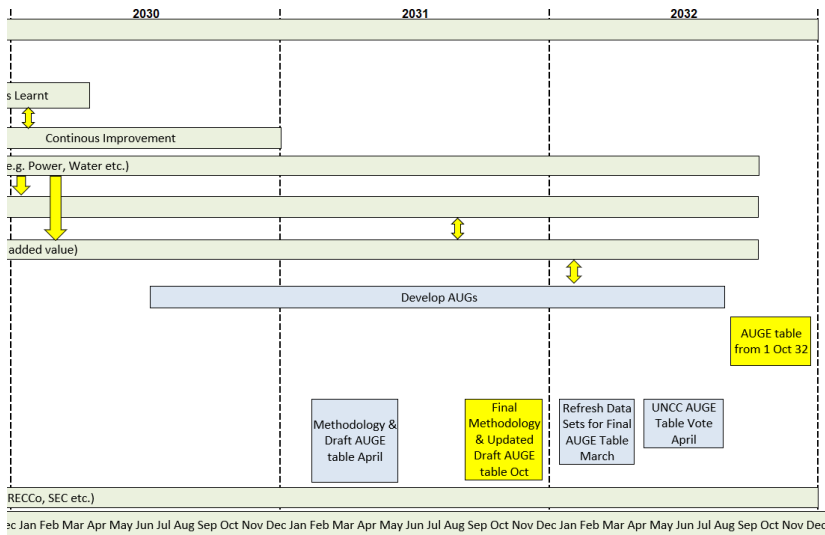 2030 2031 2032
s Learnt
Continous Improvement
e.g. Power, Water etc.)
added value)
Develop AUGs
AUGE table
from 1 Oct 32
Methodology &
Draft AUGE
table April
Final
Methodology
& Updated
Draft AUGE
table Oct
Refresh Data
Sets for Final
AUGE Table
March
UNCC AUGE
Table Vote
April
RECCo, SEC etc.)
ec Jan Feb Mar Apr May Jun Jul Aug Sep Oct Nov Dec Jan Feb Mar Apr May Jun Jul Aug Sep Oct Nov Dec Jan Feb Mar Apr May Jun Jul Aug Sep Oct Nov Dec